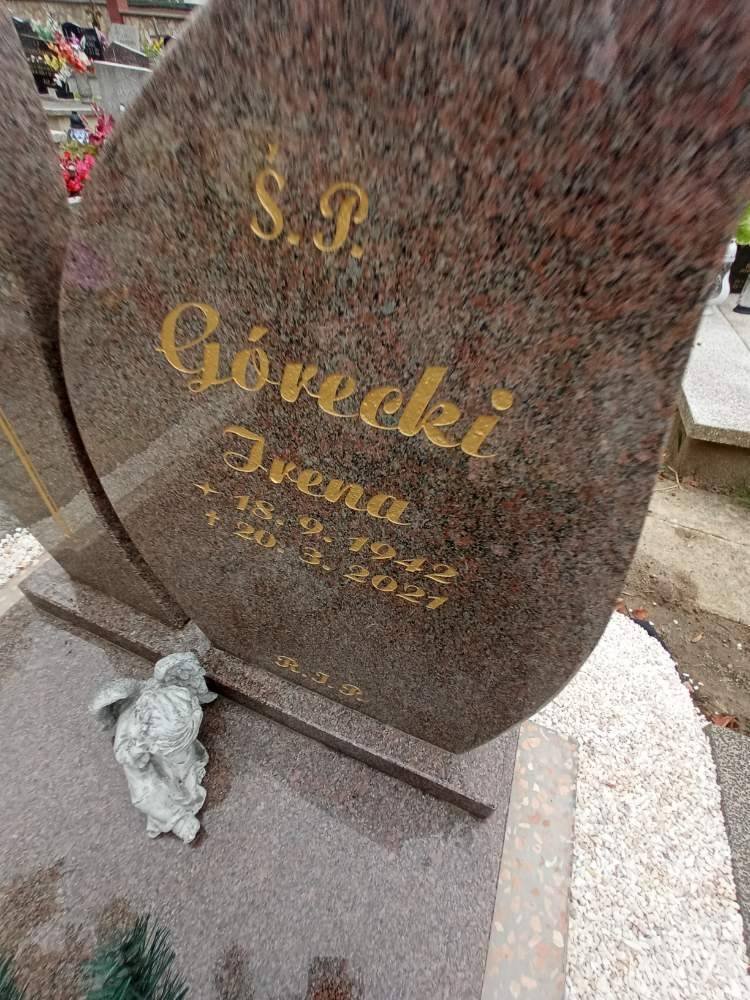 Ś.P.
Górecki
Irena
★ 18. 9. 1942
✝ 20. 3. 2021
R.I.P.